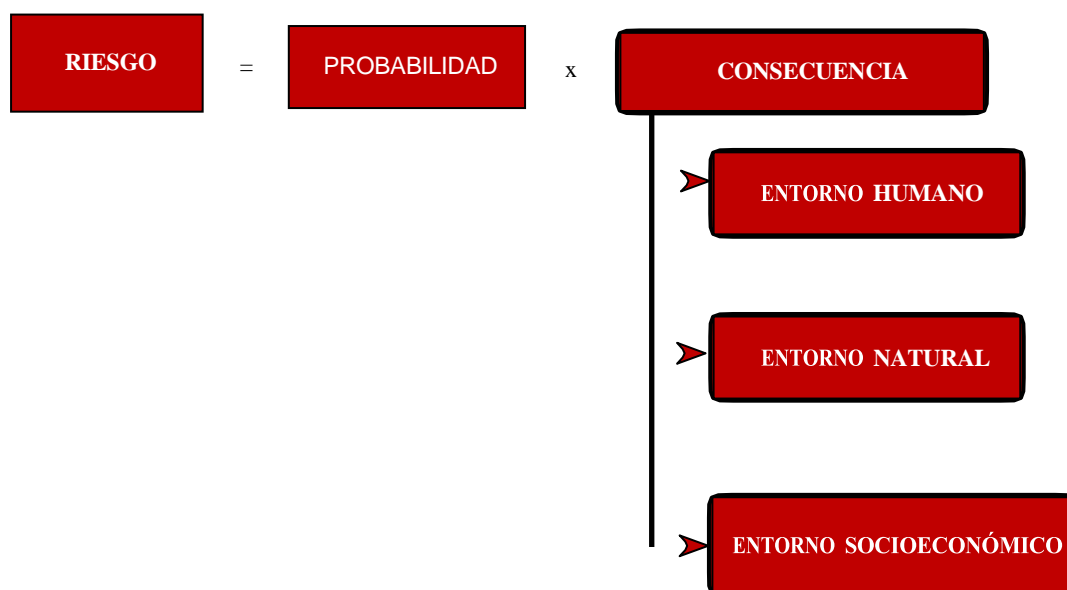 RIESGO = PROBABILIDAD x CONSECUENCIA
ENTORNO HUMANO
ENTORNO NATURAL
ENTORNO SOCIOECONÓMICO